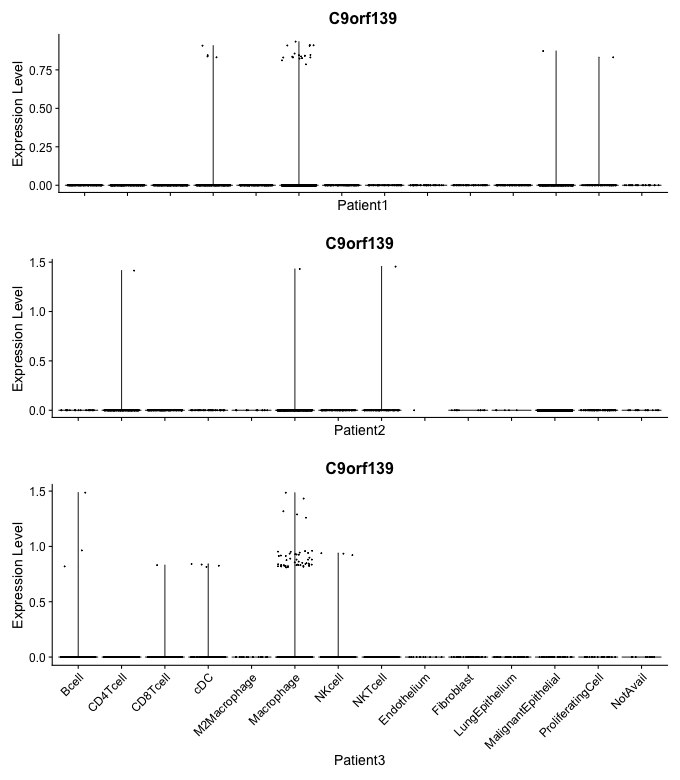 C9orf139
Expression Level
0.75
0.50
0.25
0.00
Patient1
C9orf139
Expression Level
1.5
1.0
0.5
0.0
Patient2
C9orf139
Expression Level
1.5
1.0
0.5
0.0
Bcell
CD4Tcell
CD8Tcell
cDC
M2Macrophage
Macrophage
NKcell
NKTcell
Endothelium
Fibroblast
LungEpithelium
MalignantEpithelial
ProliferatingCell
NotAvail
Patient3